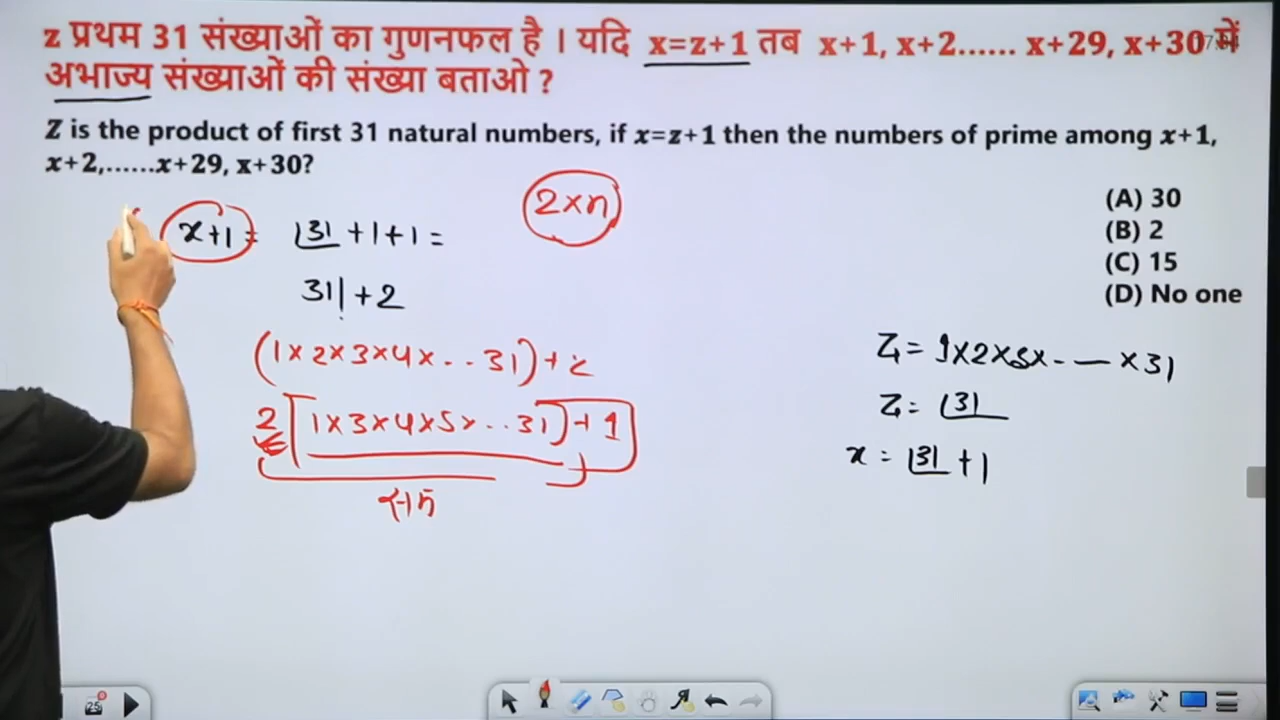 z प्रथम 31 संख्याओं का गुणनफल है । यदि x=z+1 तब x+1, x+2...... x+29, x+30 में
अभाज्य संख्याओं की संख्या बताओ ?
Z is the product of first 31 natural numbers, if x=z+1 then the numbers of prime among x+1,
x+2,......x+29, x+30?
(A) 30
(B) 2
(C) 15
(D) No one
2×n
x+1 = |31 + 1 + 1 =
31| + 2
(1×2×3×4×..31)+2
2[1×3×4×5×..31)+1
Z = 1×2×3×-—×31
Z = |31
x = |31 + 1
25